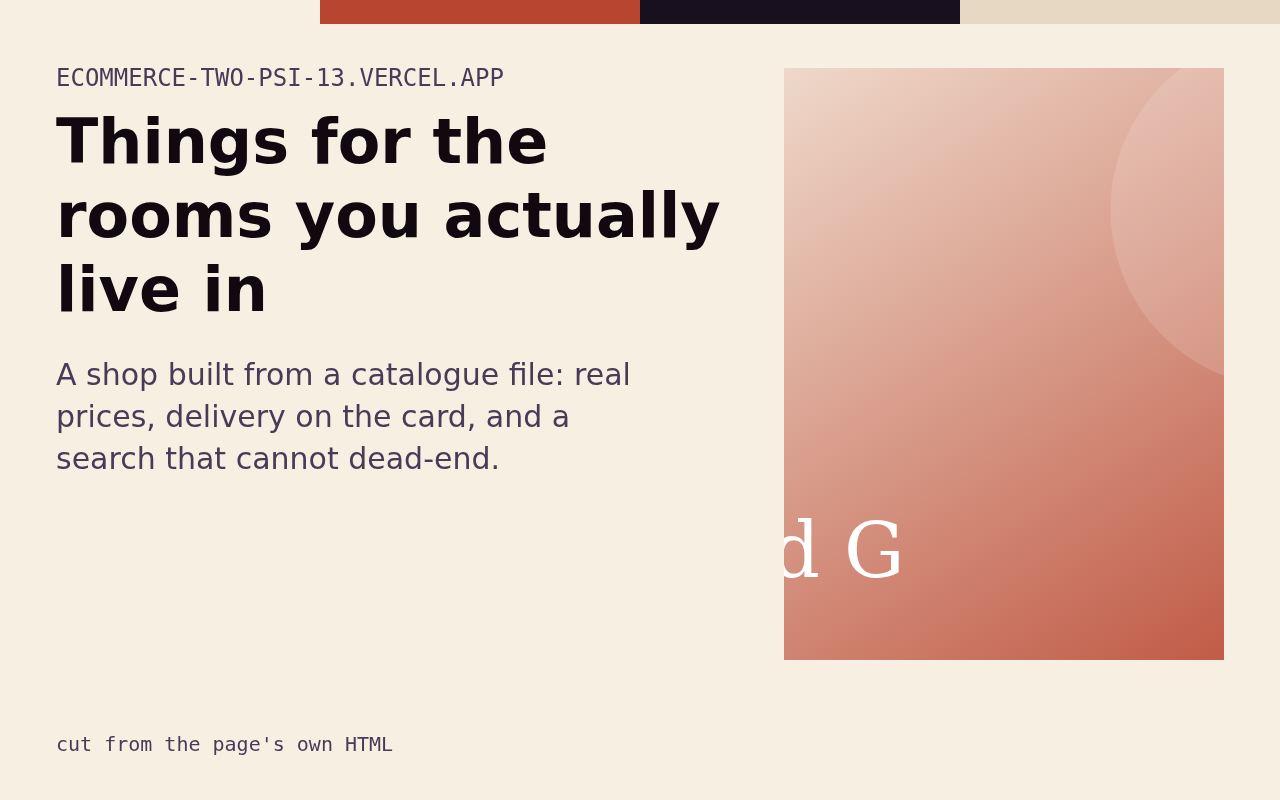 ECOMMERCE-TWO-PSI-13.VERCEL.APP
Things for the
rooms you actually
live in
A shop built from a catalogue file: real
prices, delivery on the card, and a
search that cannot dead-end.
d G
cut from the page's own HTML